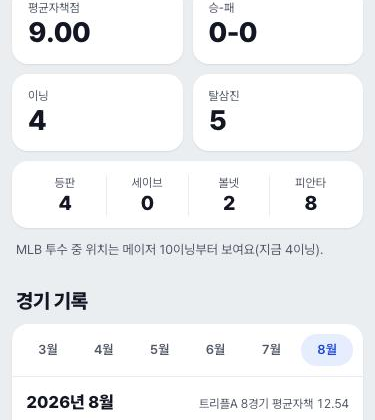 평균자책점 승-패
9.00 0-0
이닝 탈삼진
4 5
등판 세이브 볼넷 피안타
4 0 2 8
MLB 투수 중 위치는 메이저 10이닝부터 보여요(지금 4이닝).
경기 기록
3월 4월 5월 6월 7월 8월
2026년 8월 트리플A 8경기 평균자책 12.54